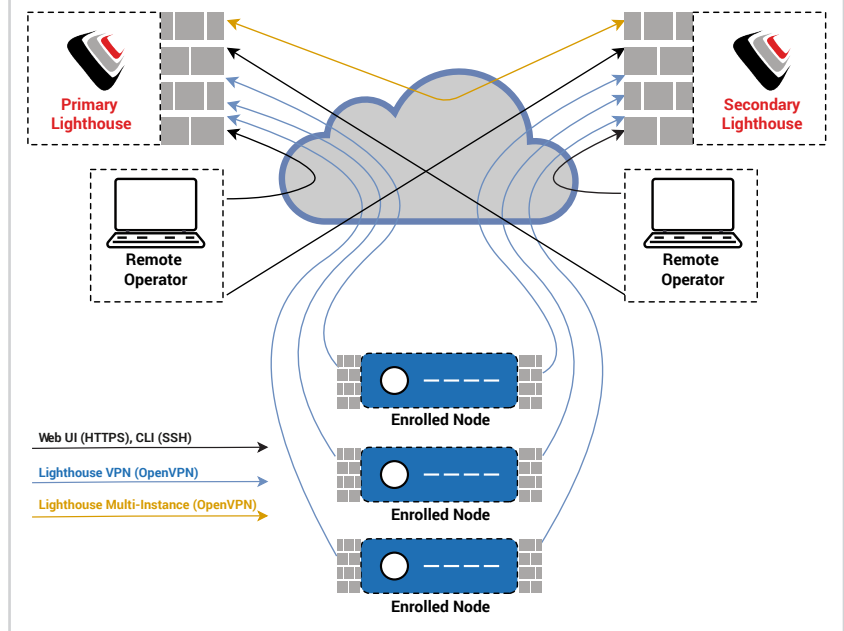 Primary
Lighthouse
Secondary
Lighthouse
Remote
Operator
Remote
Operator
Enrolled Node
Web UI (HTTPS), CLI (SSH)
Lighthouse VPN (OpenVPN)
Lighthouse Multi-Instance (OpenVPN)
Enrolled Node
Enrolled Node